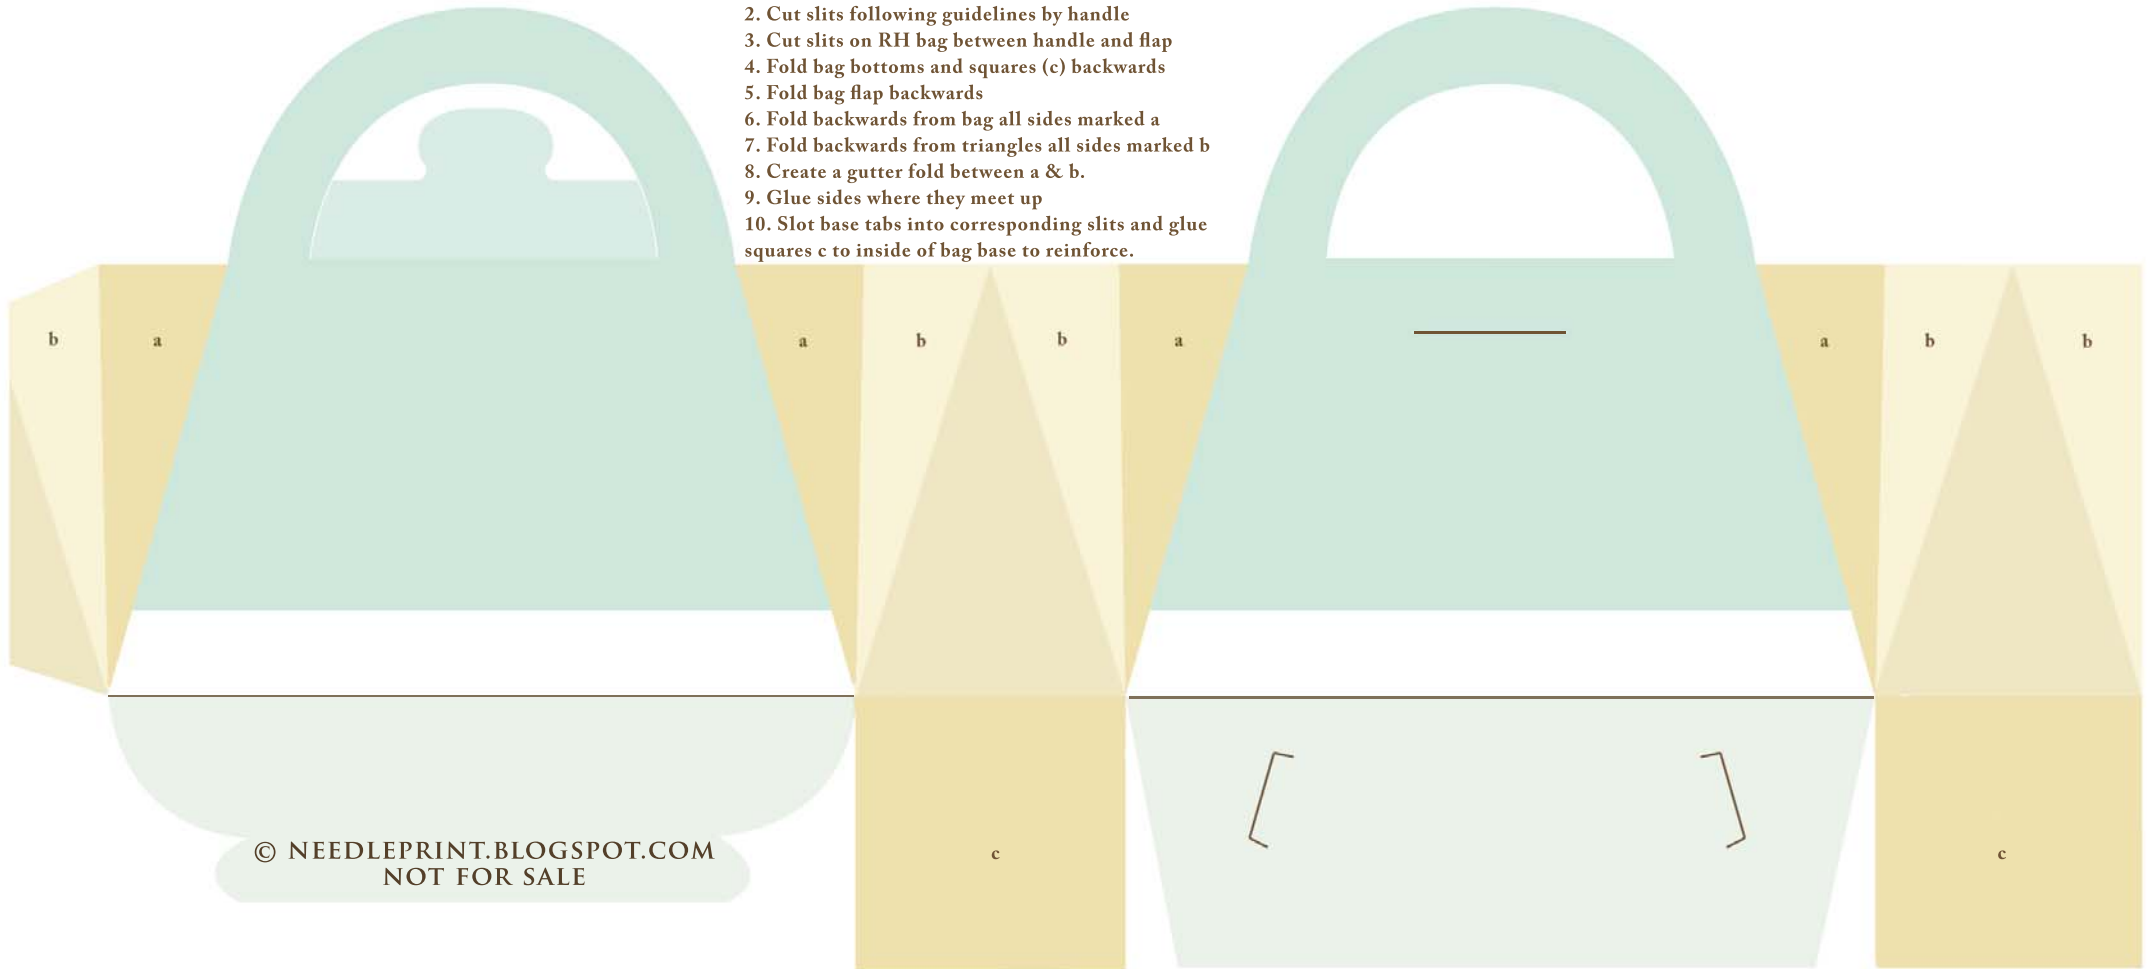 2. Cut slits following guidelines by handle
3. Cut slits on RH bag between handle and flap
4. Fold bag bottoms and squares (c) backwards
5. Fold bag flap backwards
6. Fold backwards from bag all sides marked a
7. Fold backwards from triangles all sides marked b
8. Create a gutter fold between a & b.
9. Glue sides where they meet up
10. Slot base tabs into corresponding slits and glue
squares c to inside of bag base to reinforce.
b a a b b a a b b
© NEEDLEPRINT.BLOGSPOT.COM
NOT FOR SALE
c c